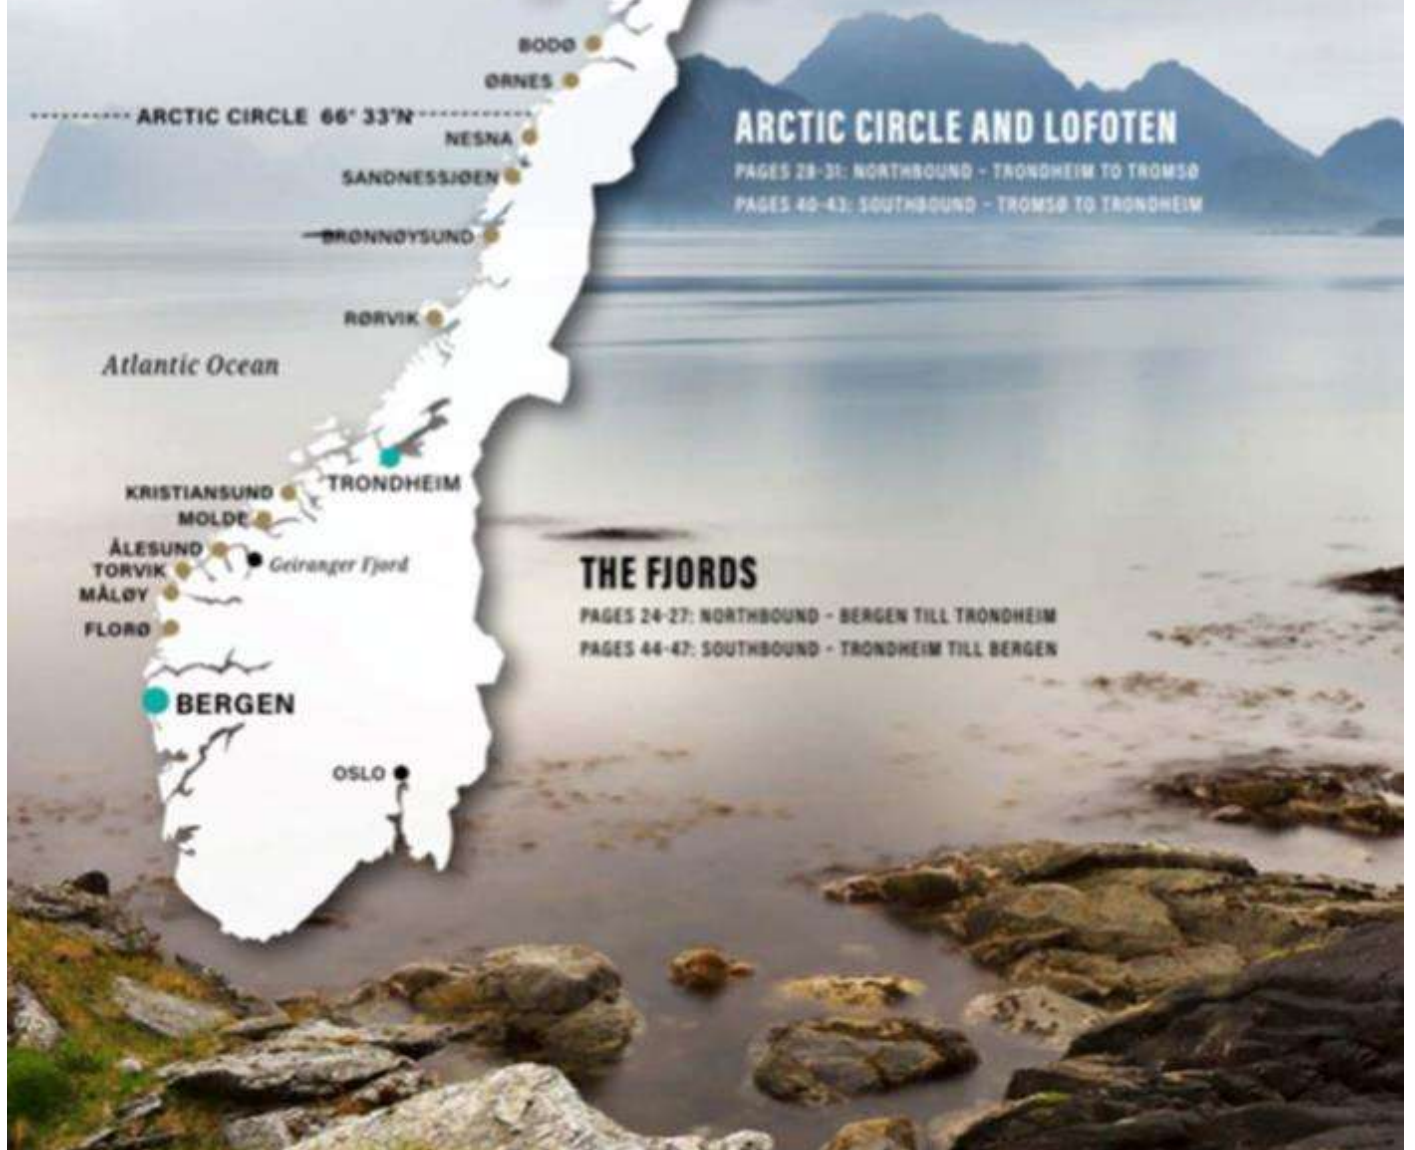 BODØ
ØRNES
ARCTIC CIRCLE 66° 33'N
NESNA
SANDNESSJØEN
BRØNNØYSUND
RØRVIK
Atlantic Ocean
TRONDHEIM
KRISTIANSUND
MOLDE
ÅLESUND
Geiranger Fjord
TORVIK
MÅLØY
FLORØ
BERGEN
OSLO
ARCTIC CIRCLE AND LOFOTEN
PAGES 28-31: NORTHBOUND - TRONDHEIM TO TROMSØ
PAGES 40-43: SOUTHBOUND - TROMSØ TO TRONDHEIM
THE FJORDS
PAGES 24-27: NORTHBOUND - BERGEN TILL TRONDHEIM
PAGES 44-47: SOUTHBOUND - TRONDHEIM TILL BERGEN